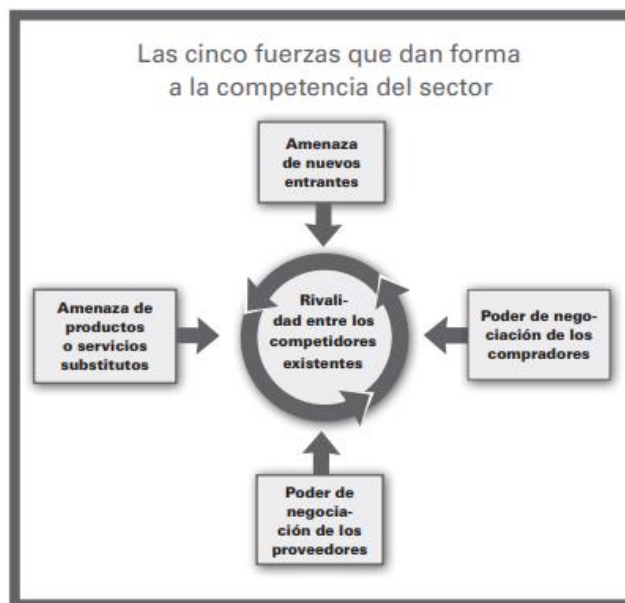 Las cinco fuerzas que dan forma
a la competencia del sector
Amenaza
de nuevos
entrantes
Amenaza de
productos
o servicios
substitutos
Rivali-
dad entre los
competidores
existentes
Poder de nego-
ciación de los
compradores
Poder de
negocia-
ción de los
proveedores